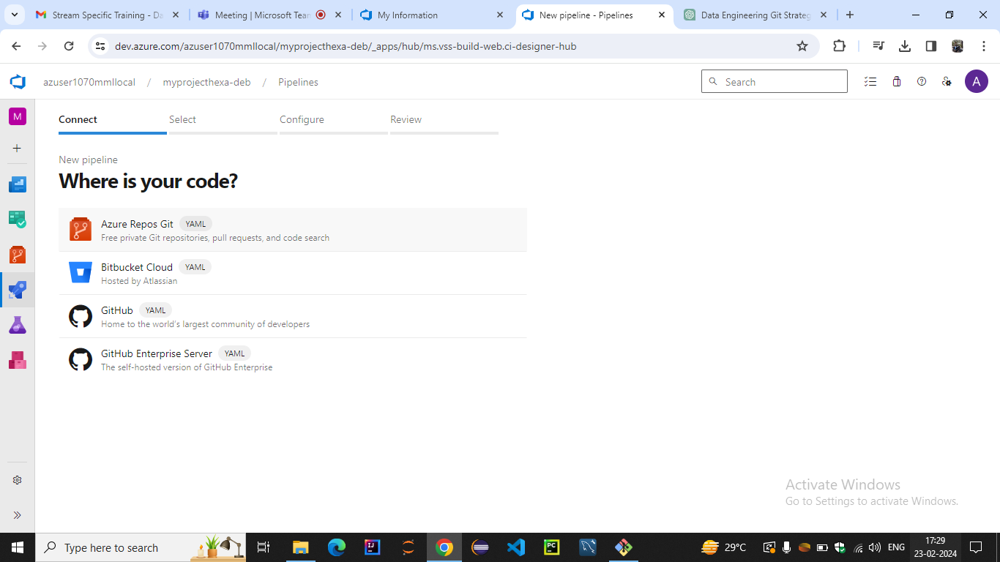 Stream Specific Training - Da
Meeting | Microsoft Team
My Information
New pipeline - Pipelines
Data Engineering Git Strateg
dev.azure.com/azuser1070mmllocal/myprojecthexa-deb/_apps/hub/ms.vss-build-web.ci-designer-hub
azuser1070mmllocal / myprojecthexa-deb / Pipelines
Search
A
M
Connect
Select
Configure
Review
New pipeline
Where is your code?
Azure Repos Git YAML
Free private Git repositories, pull requests, and code search
Bitbucket Cloud YAML
Hosted by Atlassian
GitHub YAML
Home to the world's largest community of developers
GitHub Enterprise Server YAML
The self-hosted version of GitHub Enterprise
Activate Windows
Go to Settings to activate Windows.
Type here to search
IJ
PC
29°C
ENG
17:29
23-02-2024